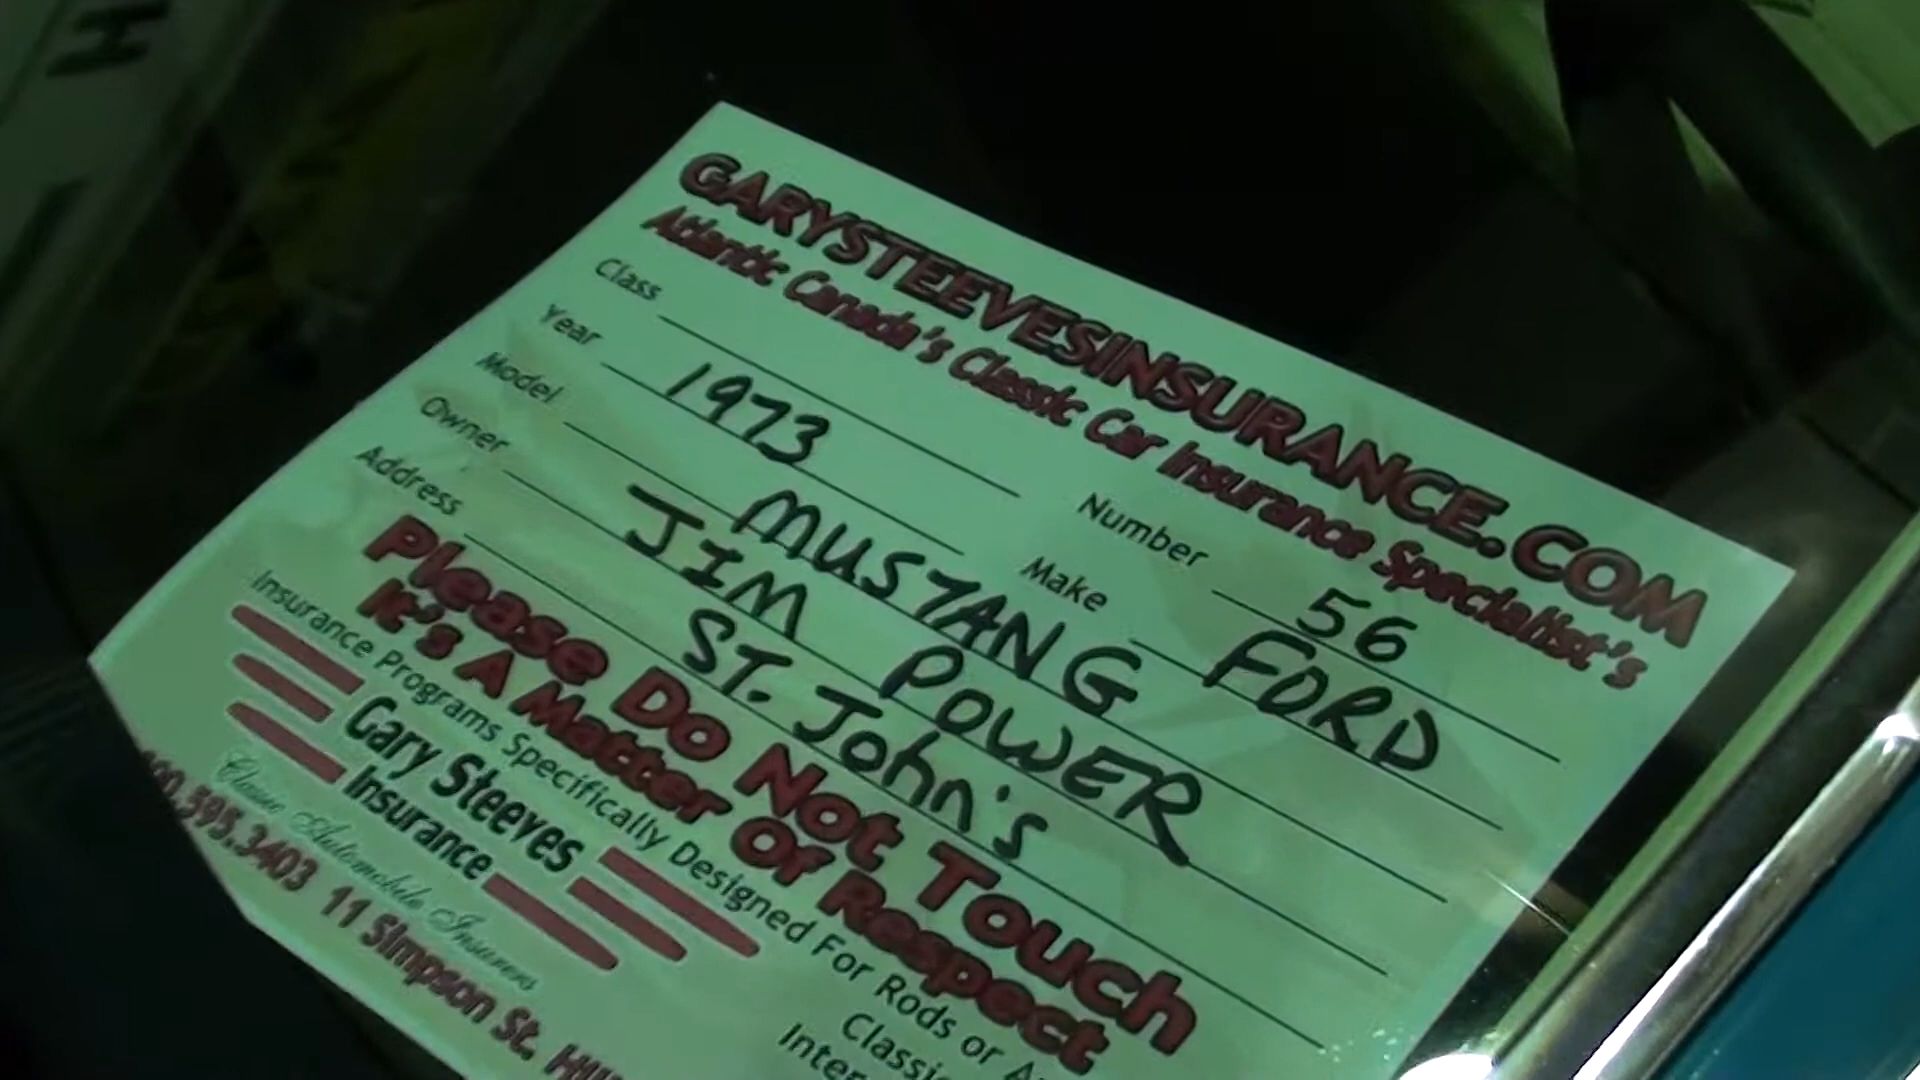 GARYSTEEVESINSURANCE.COM
Atlantic Canada's Classic Car Insurance Specialist's
Class Number 56
Year 1973 Make FORD
Model MUSTANG
Owner JIM POWER
Address ST. John's
Please Do Not Touch
It's A Matter Of Respect
Insurance Programs Specifically Designed For Rods or
Gary Steeves
Insurance
Classic Automobile Insurers
.395.3403 11 Simpson St.